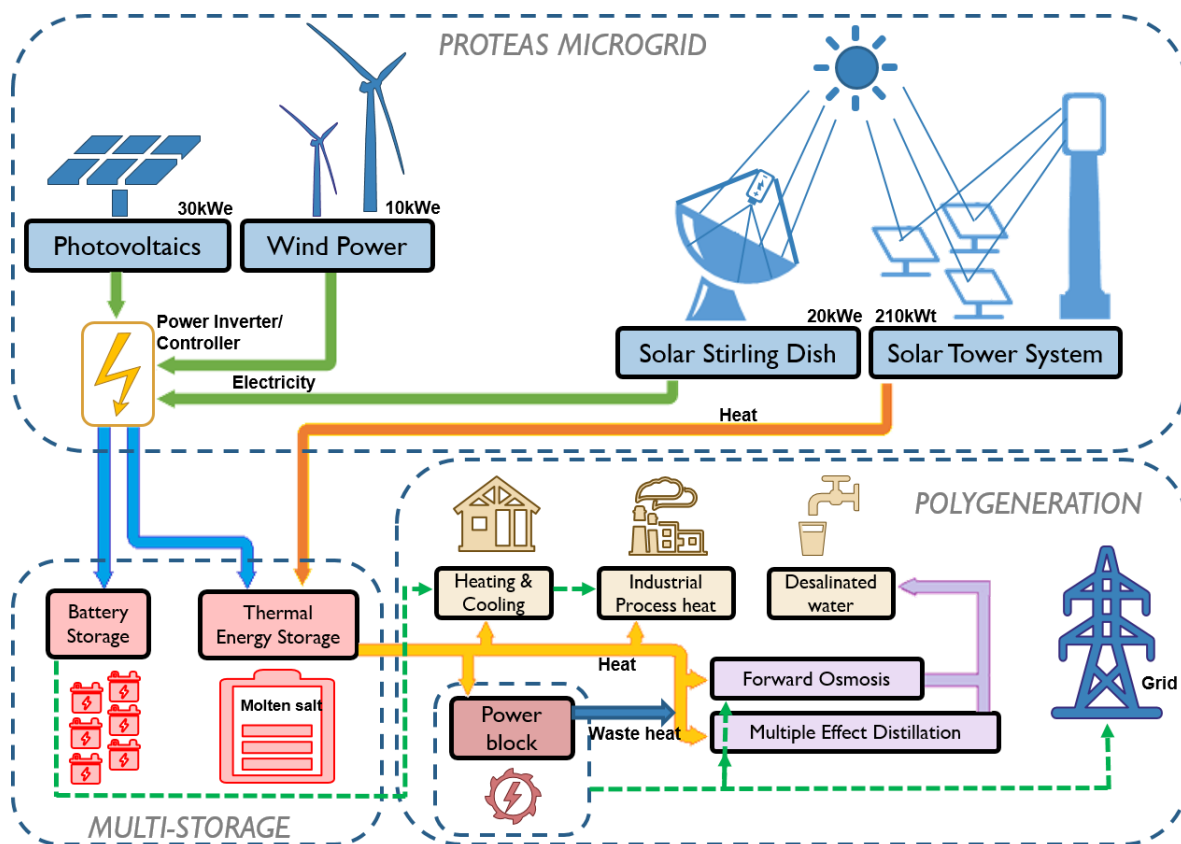 PROTEAS MICROGRID
30kWe
10kWe
Photovoltaics
Wind Power
Power Inverter/
Controller
20kWe
210kWt
Solar Stirling Dish
Solar Tower System
Electricity
Heat
POLYGENERATION
Battery
Storage
Thermal
Energy Storage
Heating &
Cooling
Industrial
Process heat
Desalinated
water
Heat
Forward Osmosis
Grid
Molten salt
Power
block
Waste heat
Multiple Effect Distillation
MULTI-STORAGE